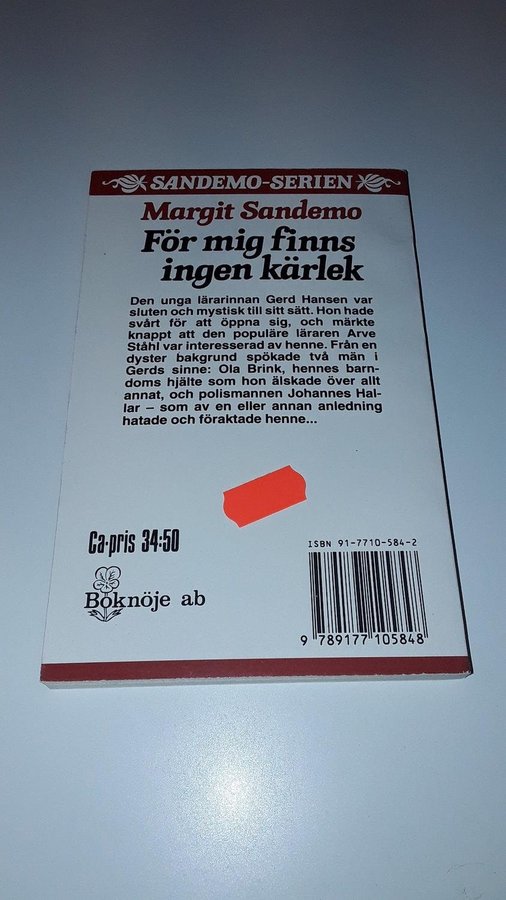 SANDEMO-SERIEN
Margit Sandemo
För mig finns
ingen kärlek
Den unga lärarinnan Gerd Hansen var
sluten och mystisk till sitt sätt. Hon hade
svårt för att öppna sig, och märkte
knappt att den populäre läraren Arve
Ståhl var interesserad av henne. Från en
dyster bakgrund spökade två män i
Gerds sinne: Ola Brink, hennes barn-
doms hjälte som hon älskade över allt
annat, och polismannen Johannes Hal-
lar – som av en eller annan anledning
hatade och föraktade henne...
Ca-pris 34:50
Boknöje ab
ISBN 91-7710-584-2
9 789177 105848